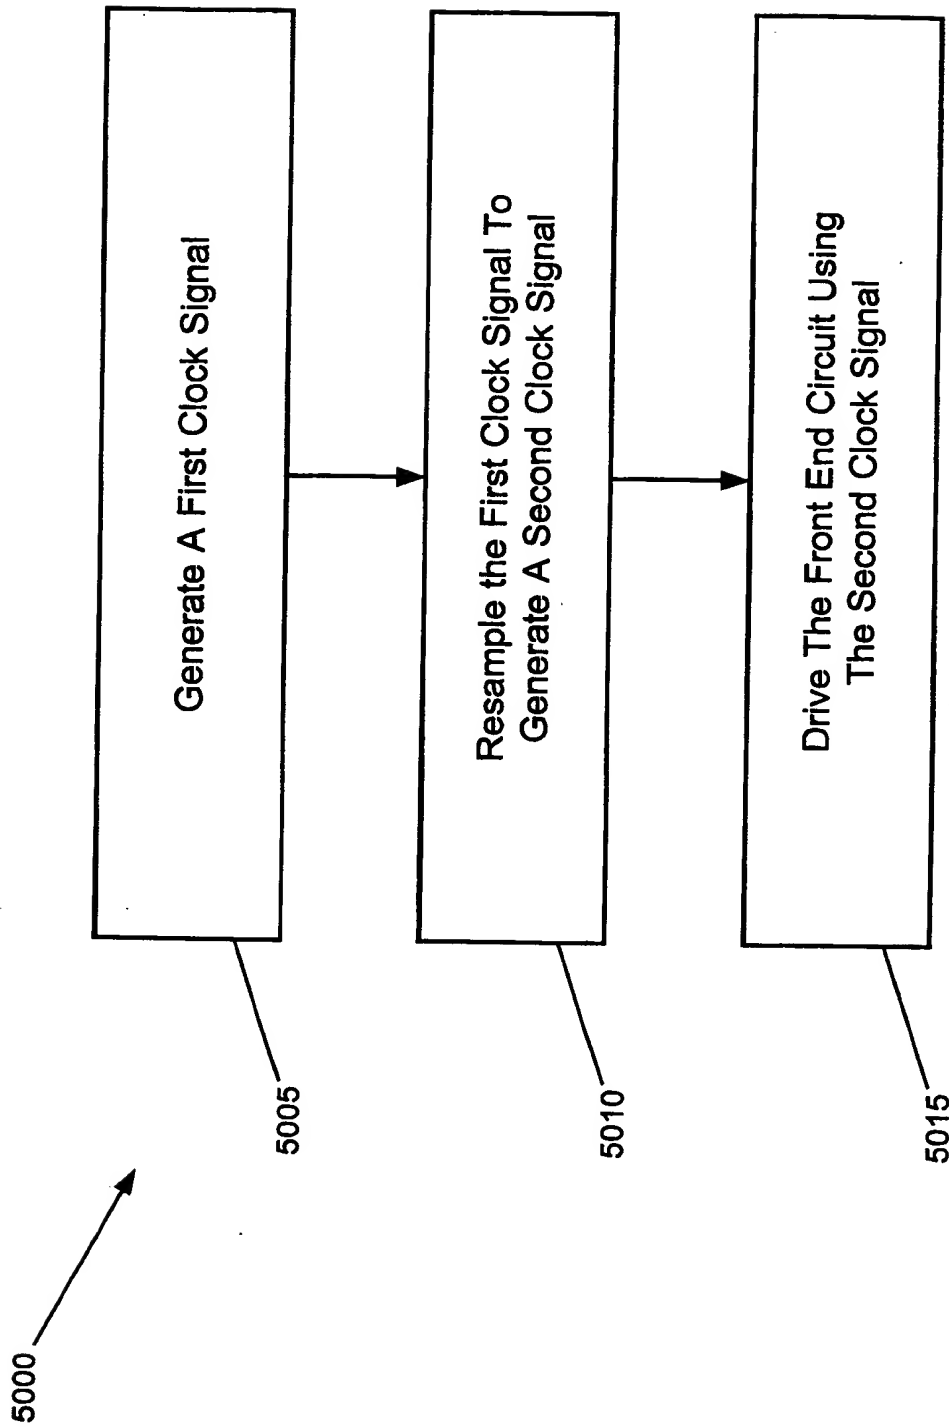 5000
5005
Generate A First Clock Signal
5010
Resample the First Clock Signal To
Generate A Second Clock Signal
5015
Drive The Front End Circuit Using
The Second Clock Signal